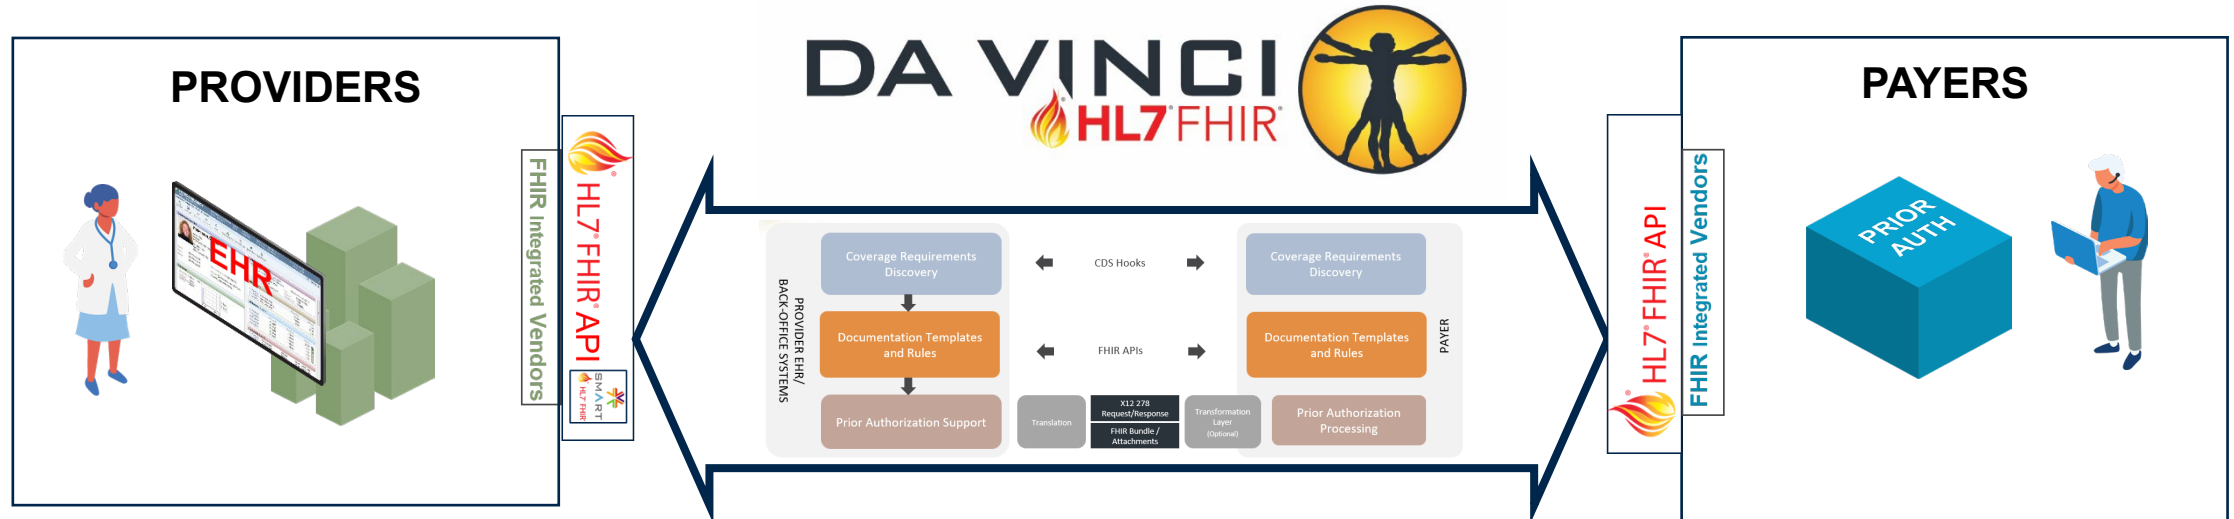 PROVIDERS
EHR
FHIR Integrated Vendors
HL7® FHIR® API
SMART
HL7 FHIR
DA VINCI
HL7® FHIR®
PROVIDER EHR/
BACK-OFFICE SYSTEMS
Coverage Requirements
Discovery
CDS Hooks
Coverage Requirements
Discovery
Documentation Templates
and Rules
FHIR APIs
Documentation Templates
and Rules
Prior Authorization Support
Translation
X12 278
Request/Response
FHIR Bundle /
Attachments
Transformation
Layer
(Optional)
Prior Authorization
Processing
PAYER
HL7® FHIR® API
FHIR Integrated Vendors
PAYERS
PRIOR
AUTH